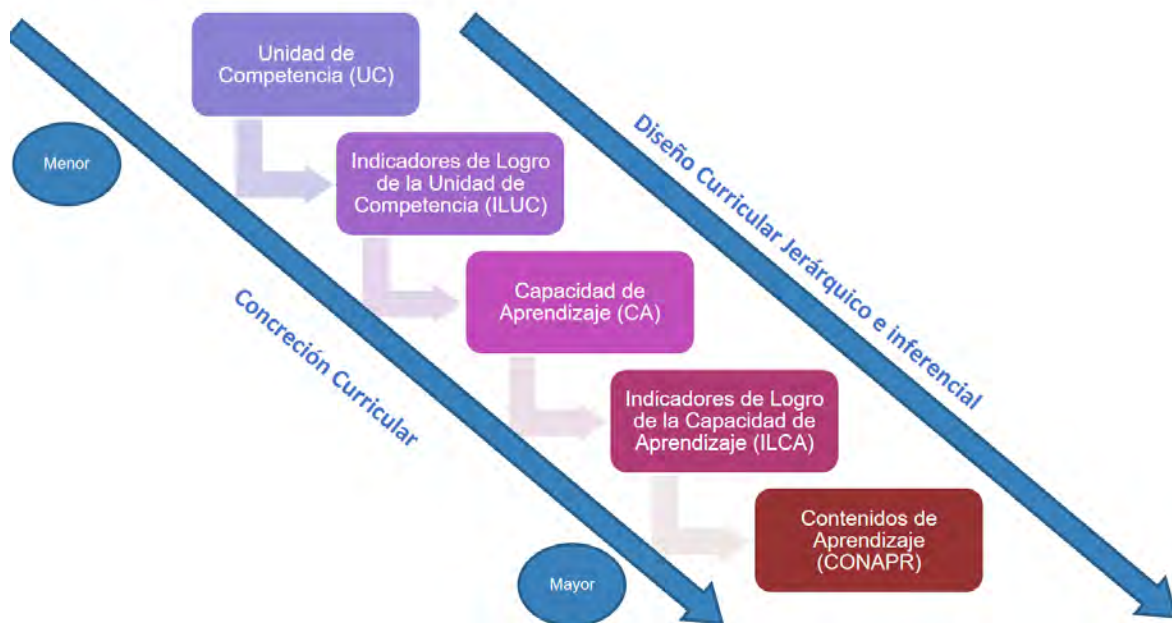 Unidad de
Competencia (UC)
Menor
Indicadores de Logro
de la Unidad de
Competencia (ILUC)
Diseño Curricular Jerárquico e inferencial
Capacidad de
Aprendizaje (CA)
Concreción Curricular
Indicadores de Logro
de la Capacidad de
Aprendizaje (ILCA)
Contenidos de
Aprendizaje
(CONAPR)
Mayor